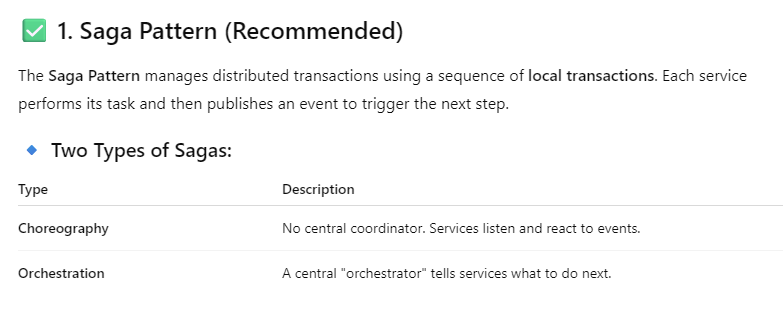 ✅ 1. Saga Pattern (Recommended)
The Saga Pattern manages distributed transactions using a sequence of local transactions. Each service
performs its task and then publishes an event to trigger the next step.
🔹 Two Types of Sagas:
Type Description
Choreography No central coordinator. Services listen and react to events.
Orchestration A central "orchestrator" tells services what to do next.